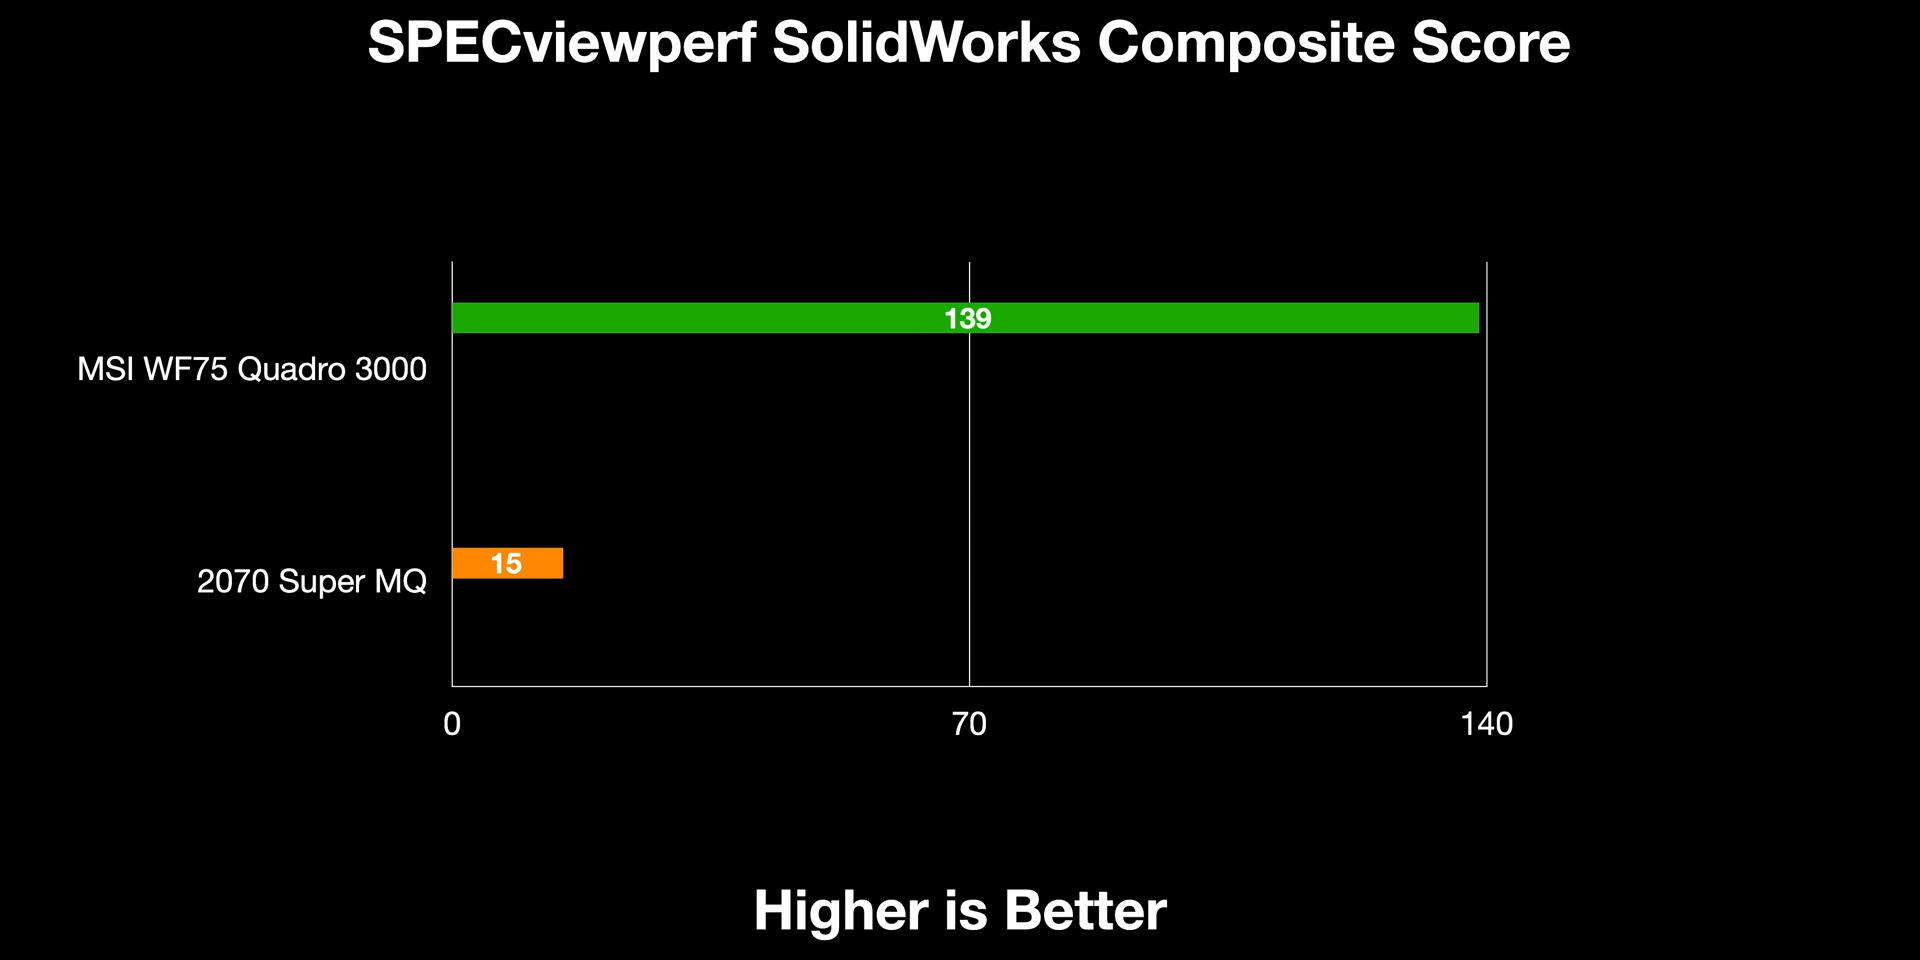 SPECviewperf SolidWorks Composite Score
139
MSI WF75 Quadro 3000
15
2070 Super MQ
0 70 140
Higher is Better